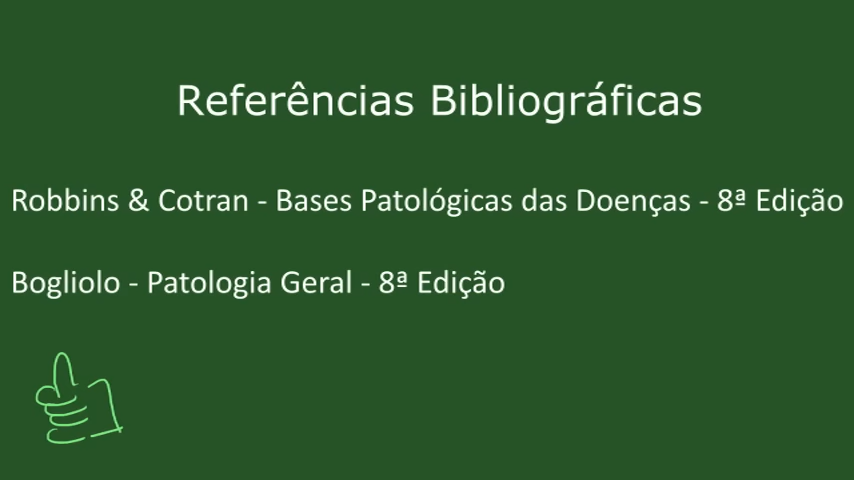 Referências Bibliográficas
Robbins & Cotran - Bases Patológicas das Doenças - 8ª Edição
Bogliolo - Patologia Geral - 8ª Edição